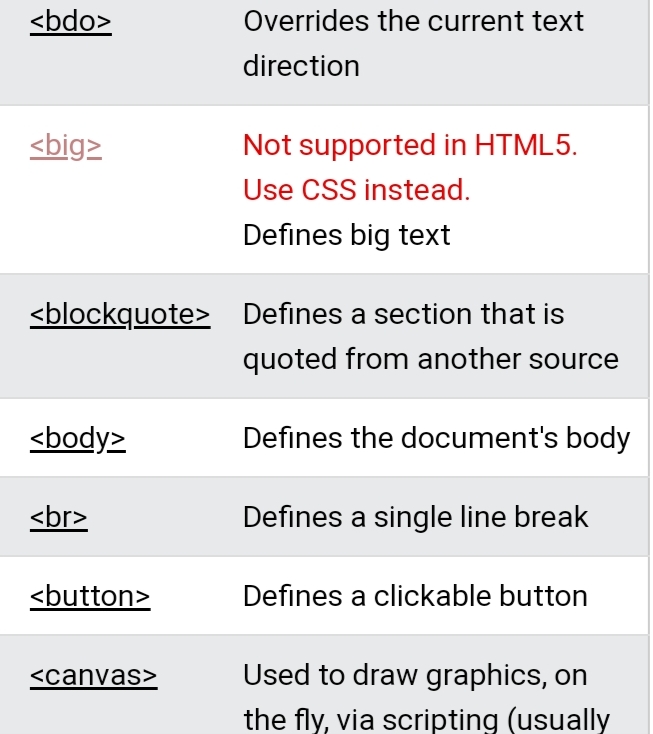 <bdo> Overrides the current text
direction
<big> Not supported in HTML5.
Use CSS instead.
Defines big text
<blockquote> Defines a section that is
quoted from another source
<body> Defines the document's body
<br> Defines a single line break
<button> Defines a clickable button
<canvas> Used to draw graphics, on
the fly, via scripting (usually